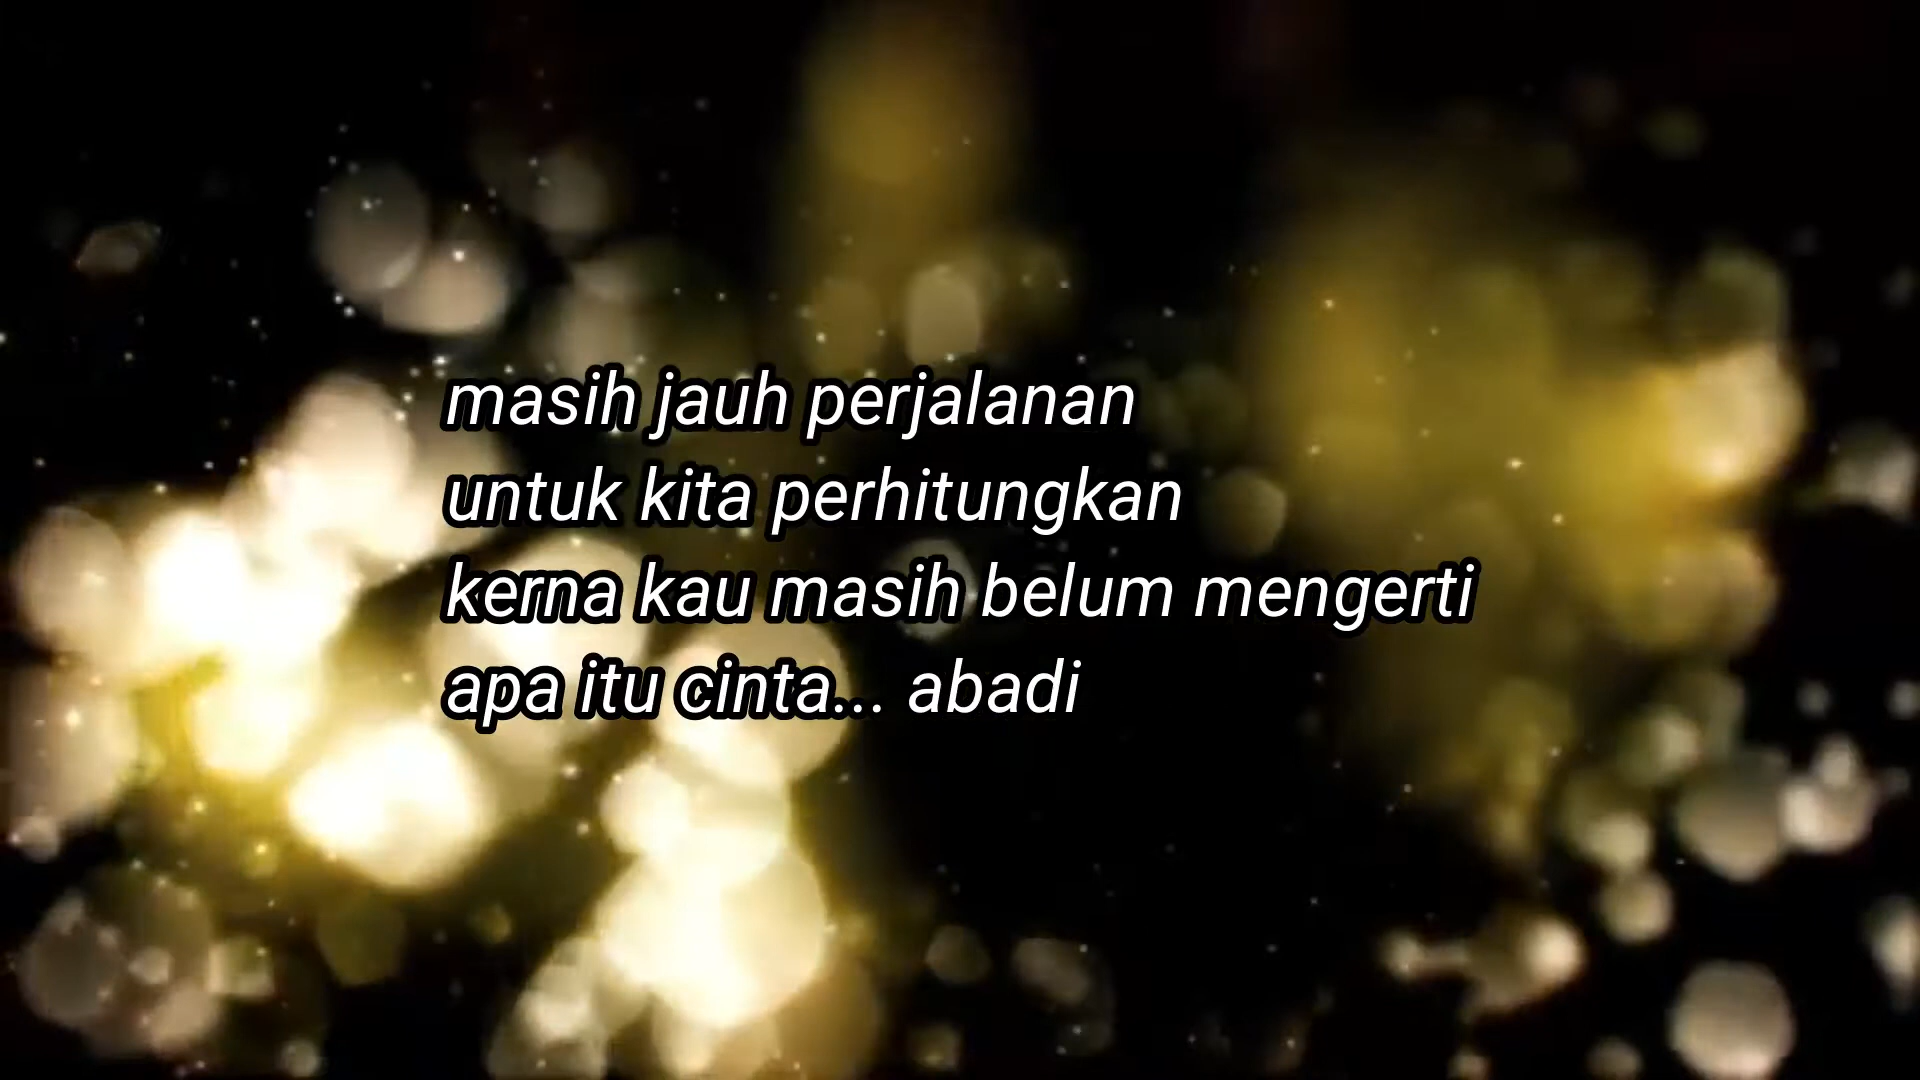 masih jauh perjalanan
untuk kita perhitungkan
kerna kau masih belum mengerti
apa itu cinta... abadi